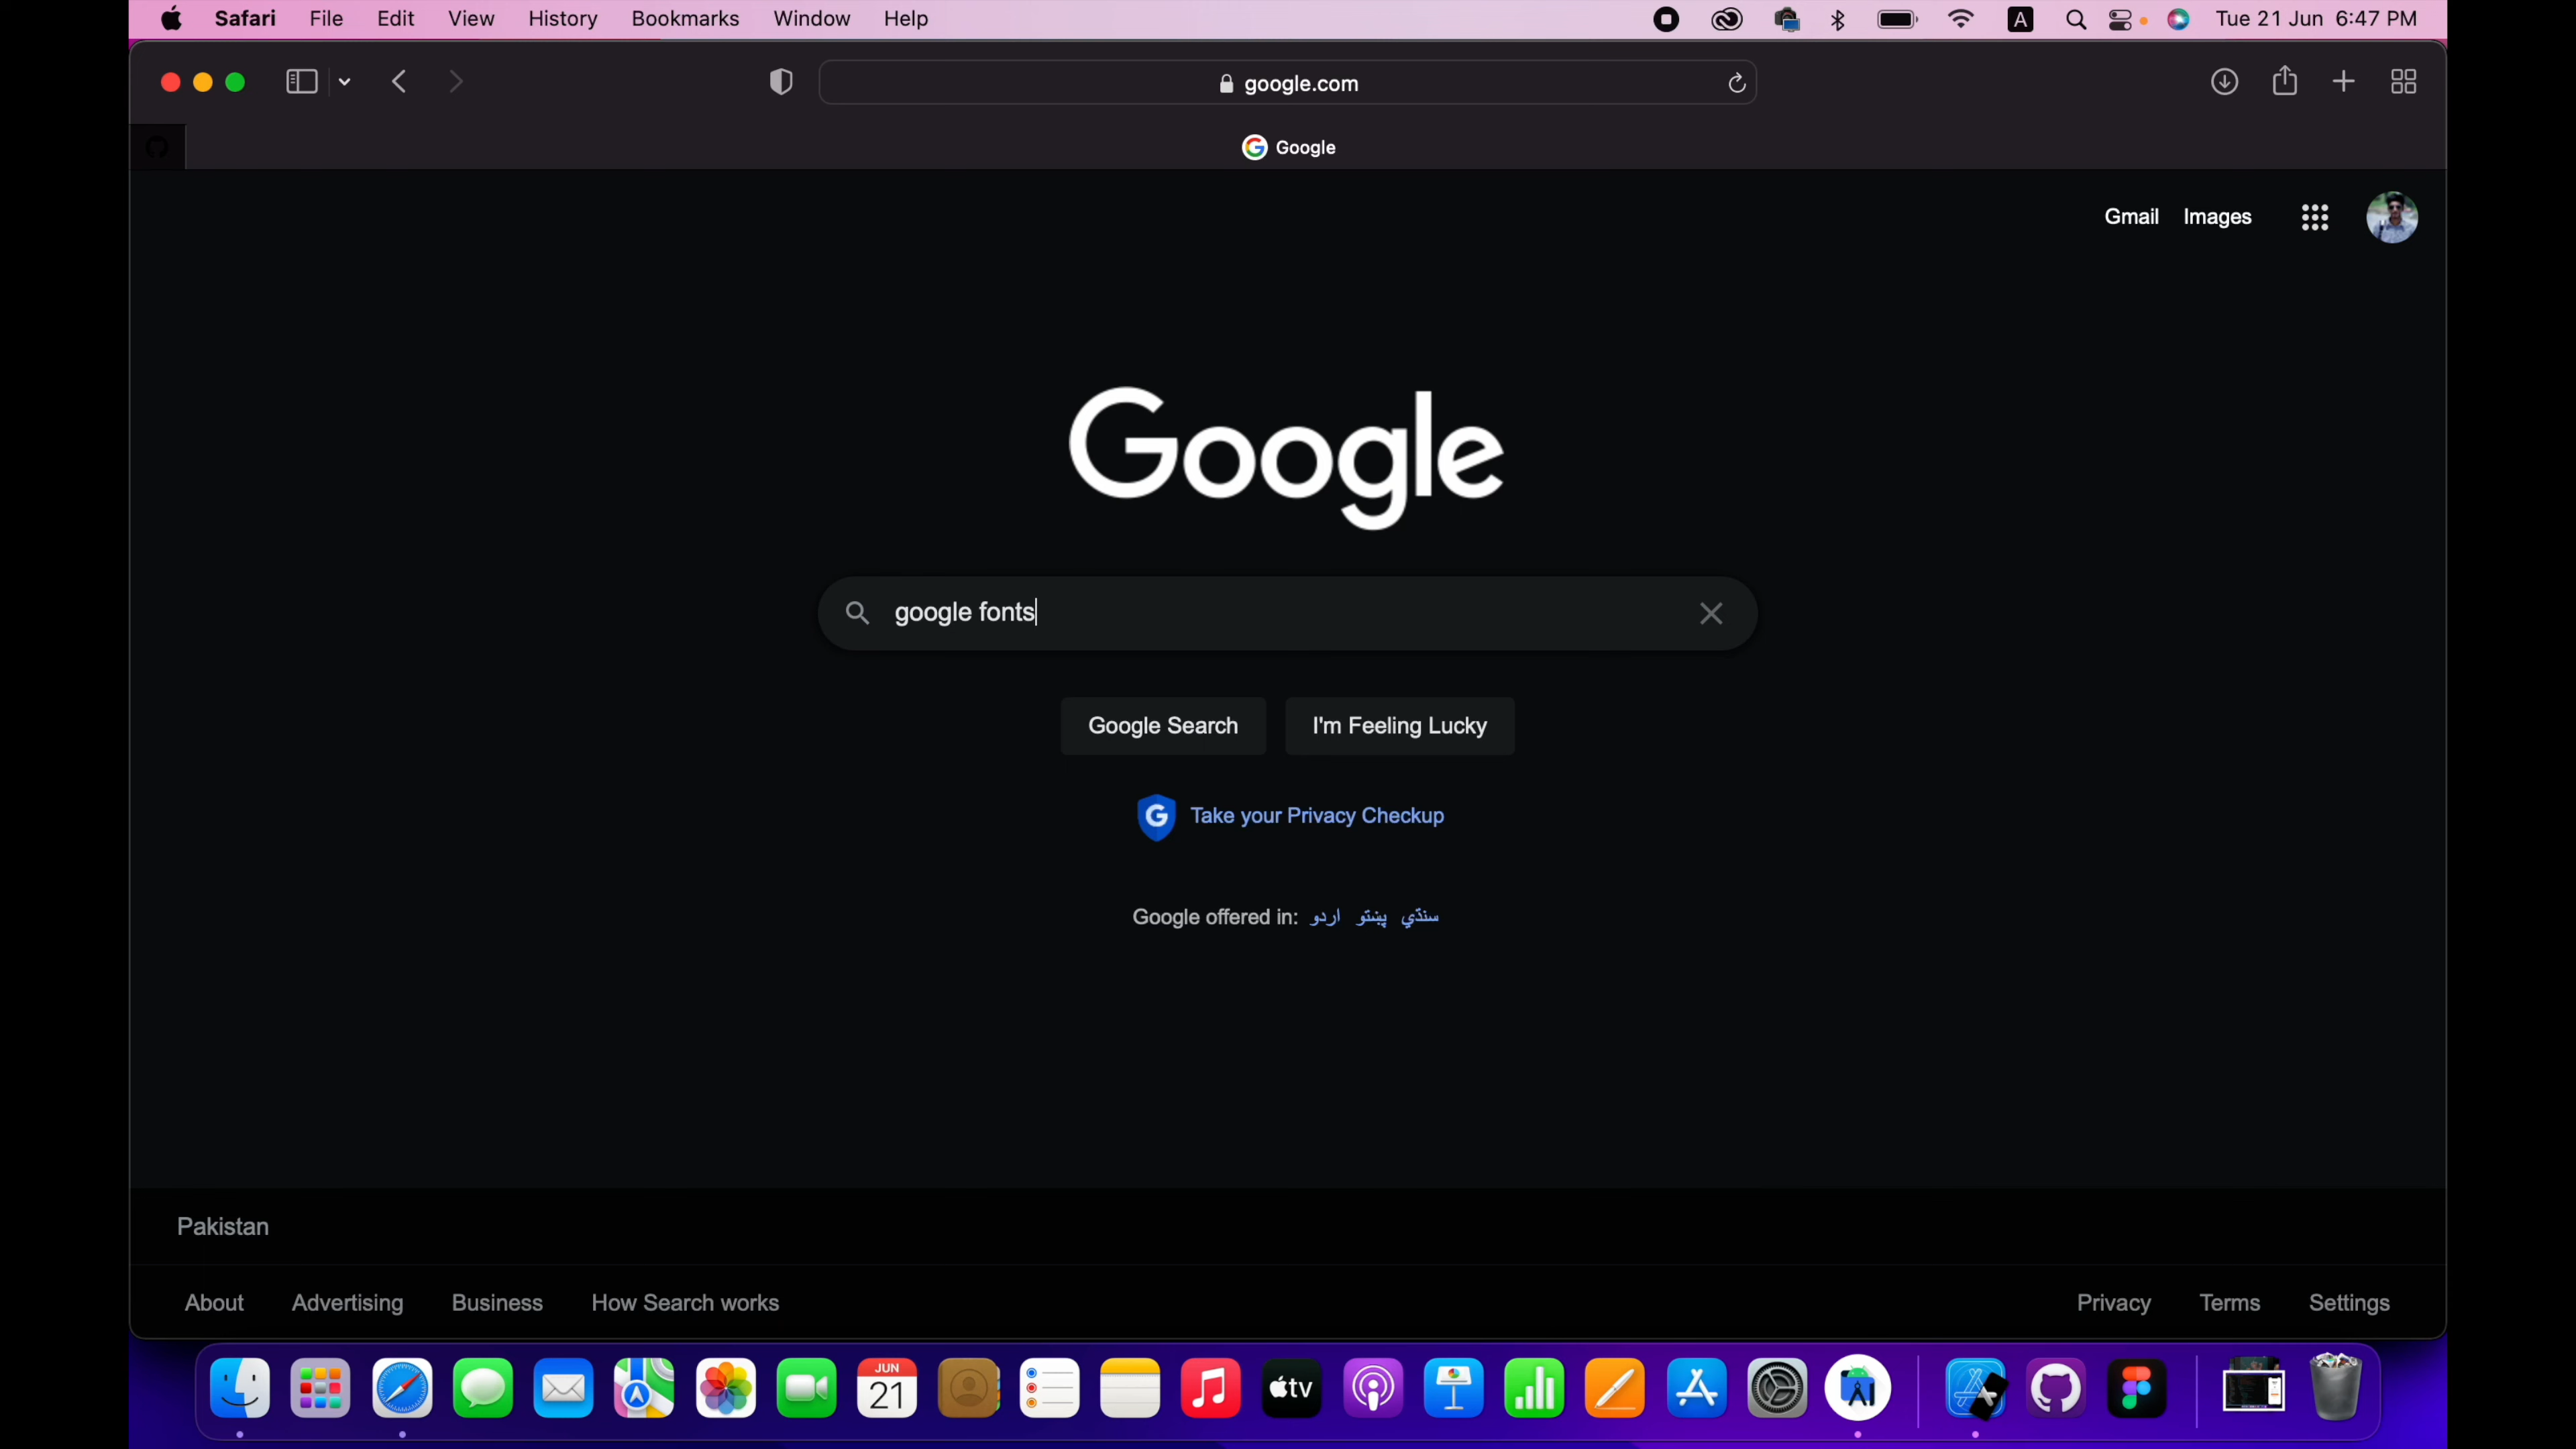 Safari File Edit View History Bookmarks Window Help A Tue 21 Jun 6:47 PM
google.com
Google
Gmail Images
Google
google fonts
Google Search I'm Feeling Lucky
G Take your Privacy Checkup
Google offered in: اردو پښتو سنڌي
Pakistan
About Advertising Business How Search works Privacy Terms Settings
JUN
21 tv